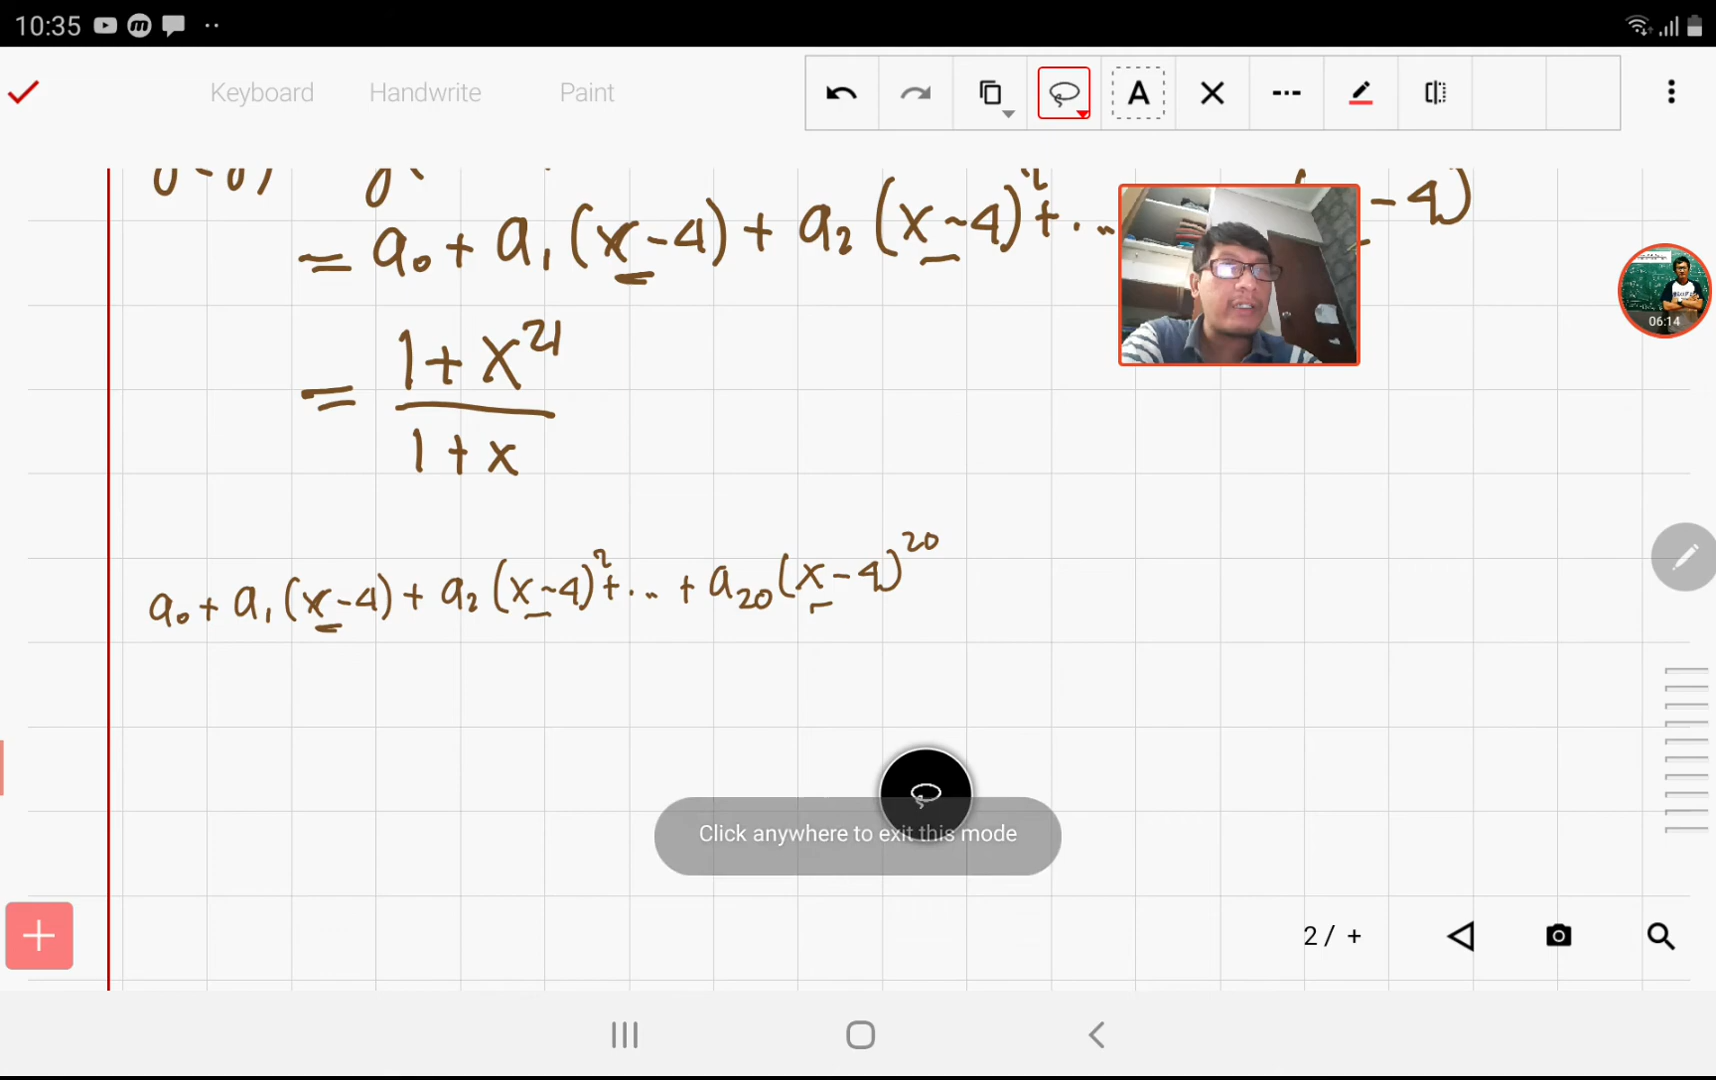 10:35
Keyboard Handwrite Paint
A
= a₀ + a₁(x-4) + a₂(x-4)²+... -4)
06:14
= (1+x²¹)/(1+x)
a₀ + a₁(x-4) + a₂(x-4)²+... + a₂₀(x-4)²⁰
Click anywhere to exit this mode
2 / +